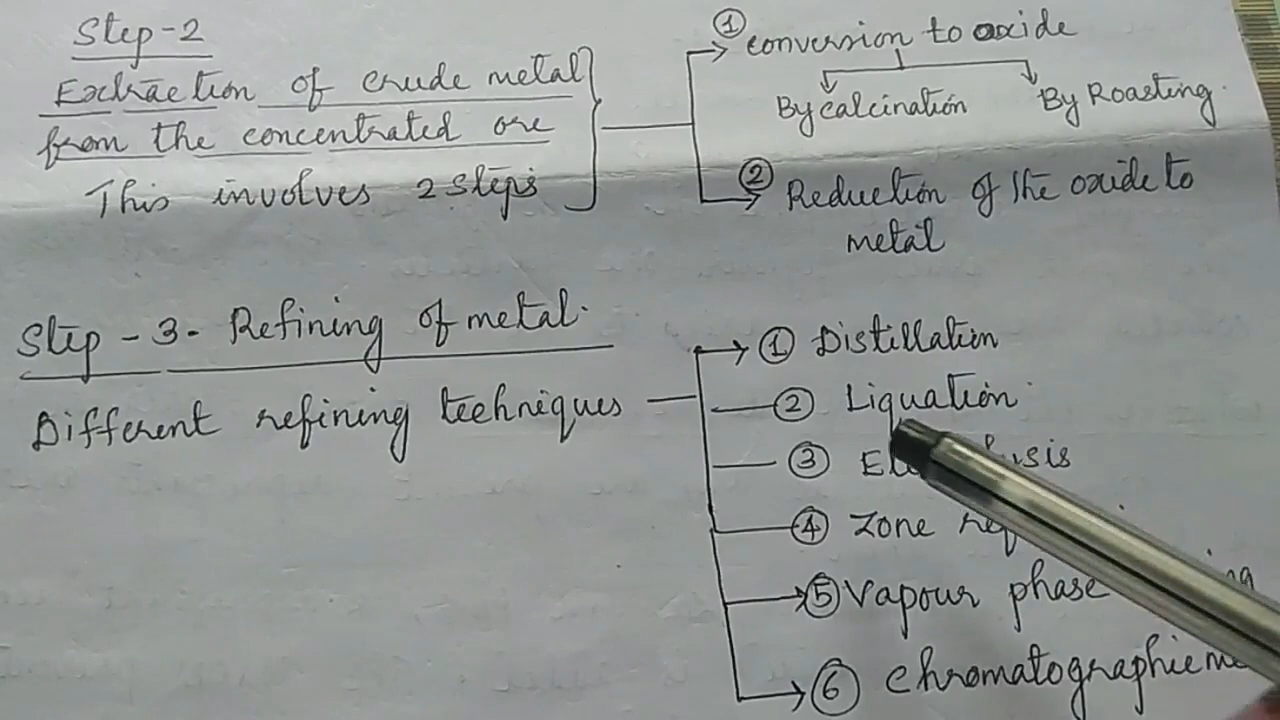 Step-2
Extraction of crude metal
from the concentrated ore
This involves 2 steps
① conversion to oxide
By calcination
By Roasting.
② Reduction of the oxide to
metal
Step - 3 - Refining of metal.
Different refining techniques
① Distillation
② Liquation
③
④ Zone
⑤ Vapour phase
⑥ chromatographic